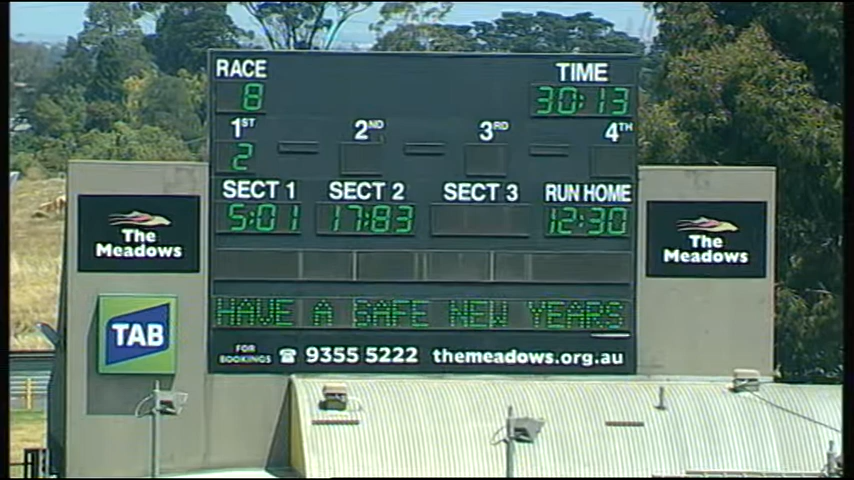 RACE TIME
8 30:13
1ST 2ND 3RD 4TH
2
SECT 1 SECT 2 SECT 3 RUN HOME
5:01 17:83 12:30
The Meadows
The Meadows
HAVE A SAFE NEW YEARS
TAB
FOR BOOKINGS ☎ 9355 5222 themeadows.org.au